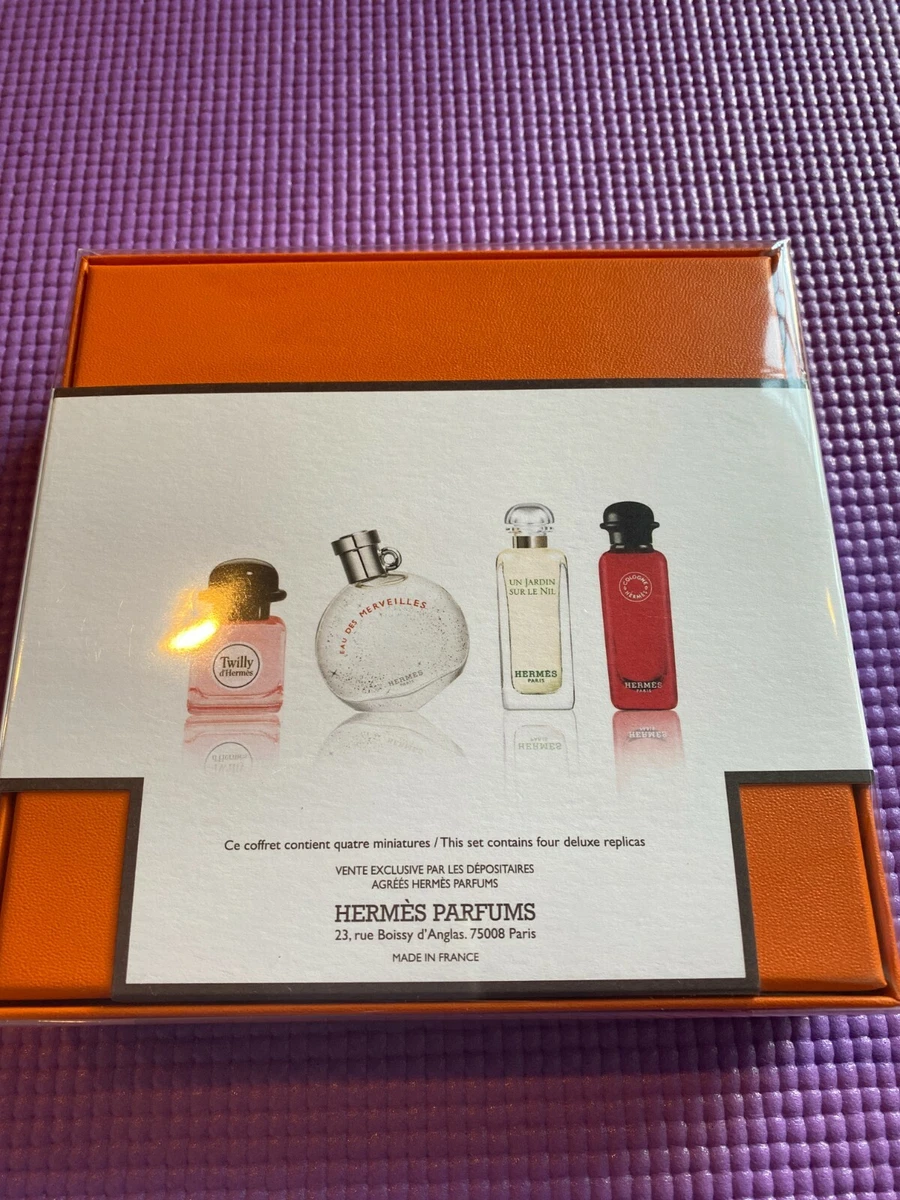 Twilly
d'Hermès
EAU DES MERVEILLES
HERMÈS
PARIS
UN JARDIN
SUR LE NIL
HERMÈS
PARIS
COLOGNE
HERMÈS
HERMÈS
PARIS
Ce coffret contient quatre miniatures / This set contains four deluxe replicas
VENTE EXCLUSIVE PAR LES DÉPOSITAIRES
AGRÉÉS HERMÈS PARFUMS
HERMÈS PARFUMS
23, rue Boissy d'Anglas. 75008 Paris
MADE IN FRANCE